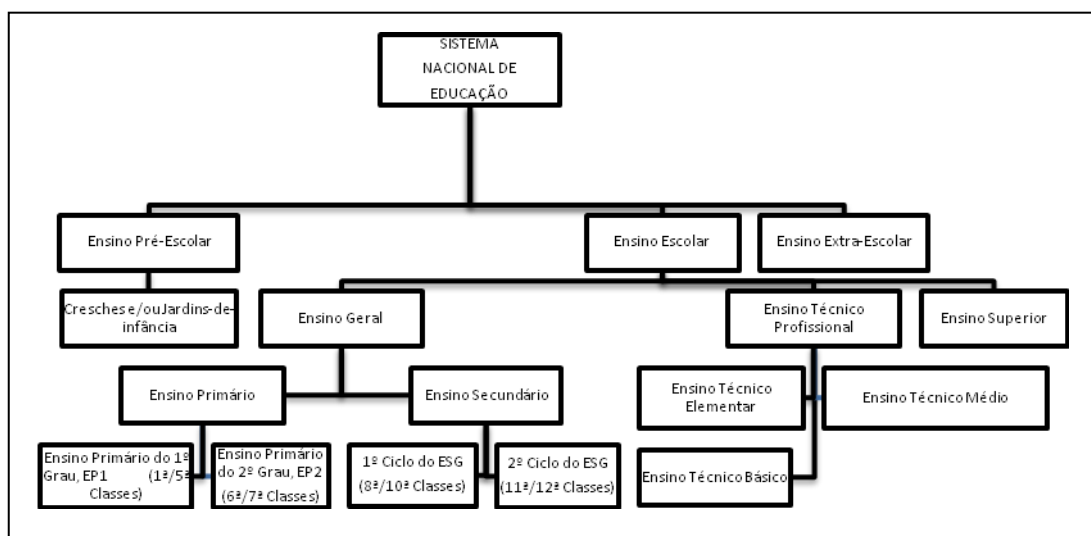 SISTEMA
NACIONAL DE
EDUCAÇÃO
Ensino Pré-Escolar
Ensino Escolar
Ensino Extra-Escolar
Creschese/ouJardins-de-
infância
Ensino Geral
Ensino Técnico
Profissional
Ensino Superior
Ensino Primário
Ensino Secundário
Ensino Técnico
Elementar
Ensino Técnico Médio
Ensino Primário do 1º
Grau, EP1 (1ª/5ª
Classes)
Ensino Primário
do 2º Grau, EP2
(6ª/7ª Classes)
1º Ciclo do ESG
(8ª/10ª Classes)
2º Ciclo do ESG
(11ª/12ª Classes)
Ensino Técnico Básico